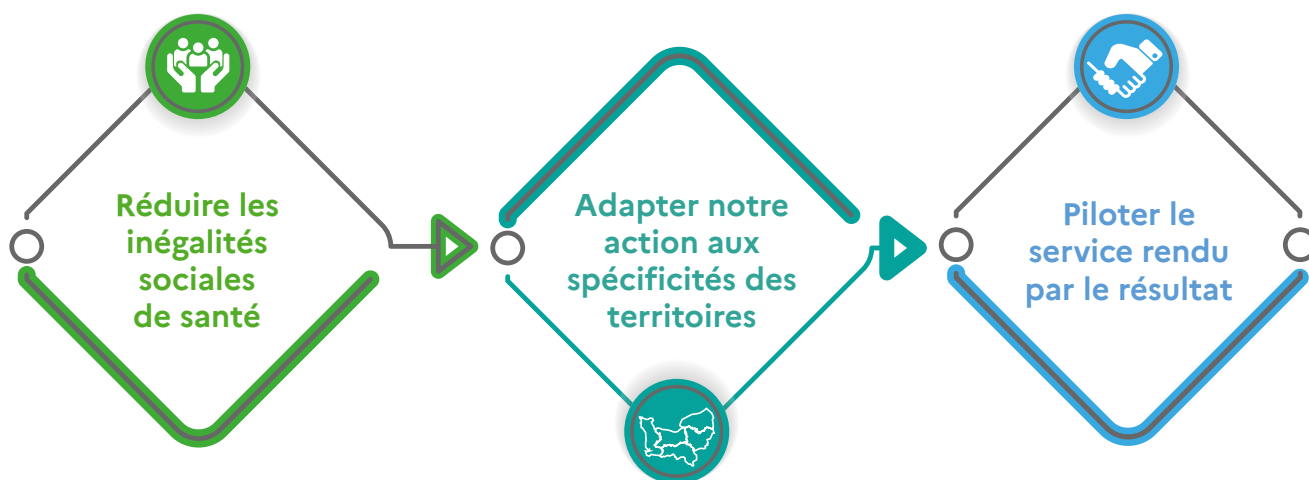 Réduire les
inégalités
sociales
de santé
Adapter notre
action aux
spécificités des
territoires
Piloter le
service rendu
par le résultat